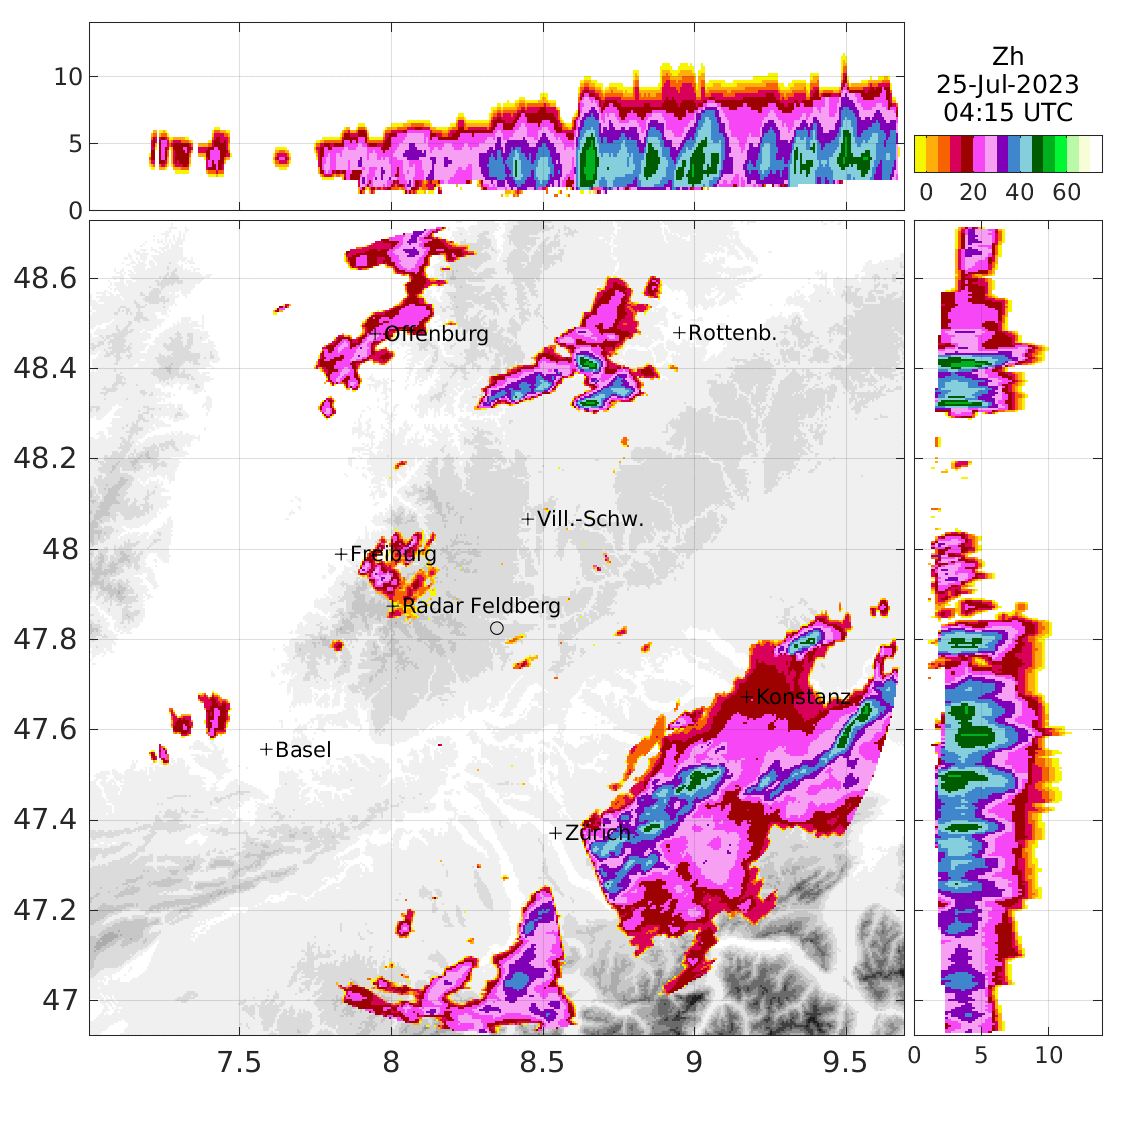 10
5
0
Zh
25-Jul-2023
04:15 UTC
0 20 40 60
48.6
48.4
48.2
48
47.8
47.6
47.4
47.2
47
Offenburg
Rottenb.
Vill.-Schw.
Freiburg
Radar Feldberg
Konstanz
Basel
Zürich
7.5 8 8.5 9 9.5
0 5 10